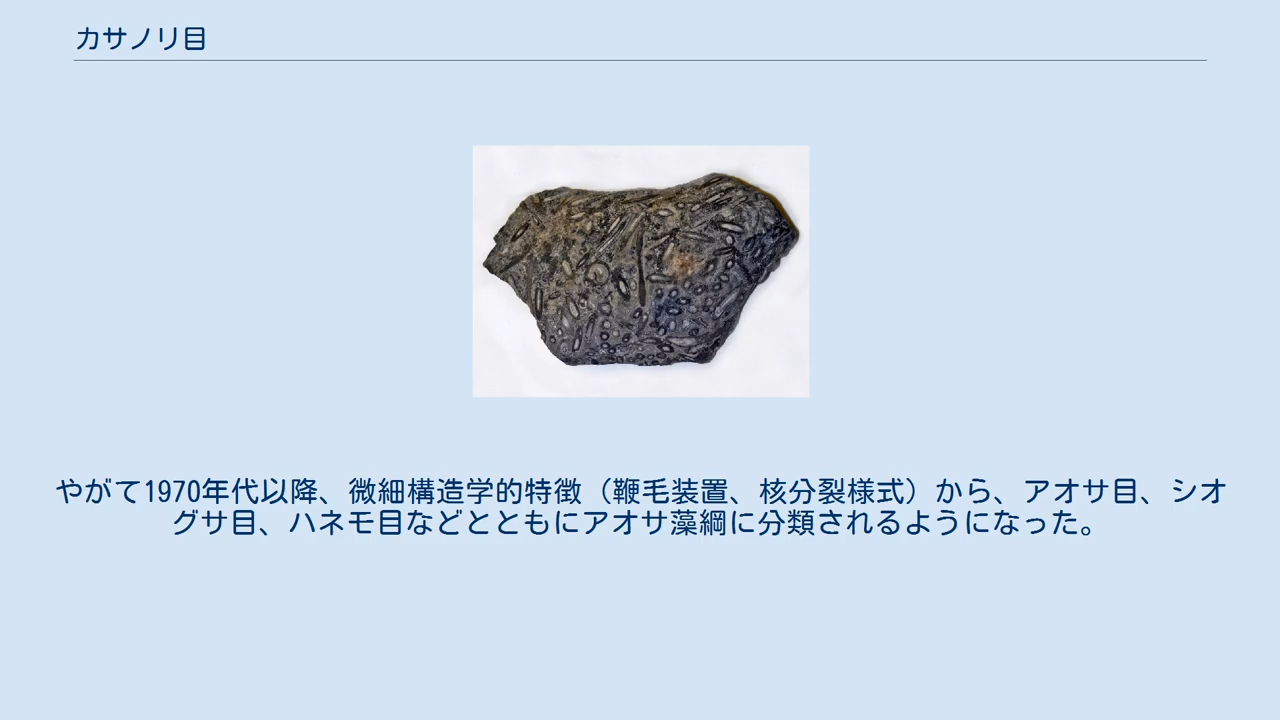 カサノリ目
やがて1970年代以降、微細構造学的特徴（鞭毛装置、核分裂様式）から、アオサ目、シオ
グサ目、ハネモ目などとともにアオサ藻綱に分類されるようになった。